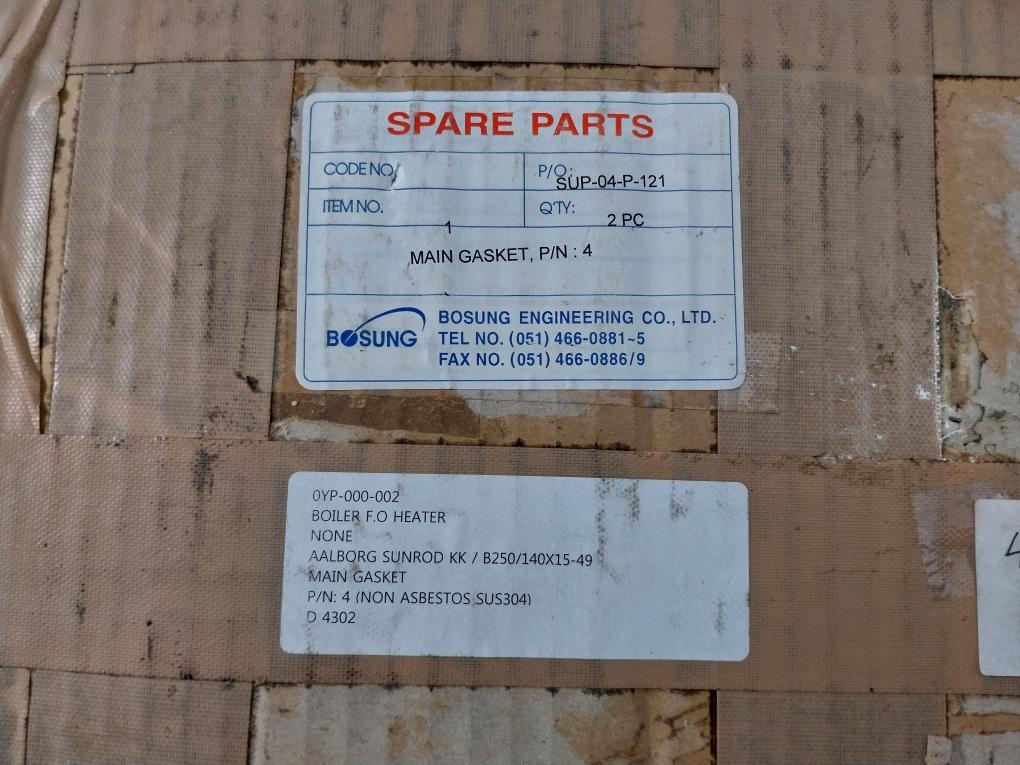 SPARE PARTS
CODE NO.
P/O: SUP-04-P-121
ITEM NO. 1
Q'TY: 2 PC
MAIN GASKET, P/N : 4
BOSUNG
BOSUNG ENGINEERING CO., LTD.
TEL NO. (051) 466-0881~5
FAX NO. (051) 466-0886/9
0YP-000-002
BOILER F.O HEATER
NONE
AALBORG SUNROD KK / B250/140X15-49
MAIN GASKET
P/N: 4 (NON ASBESTOS SUS304)
D 4302
4